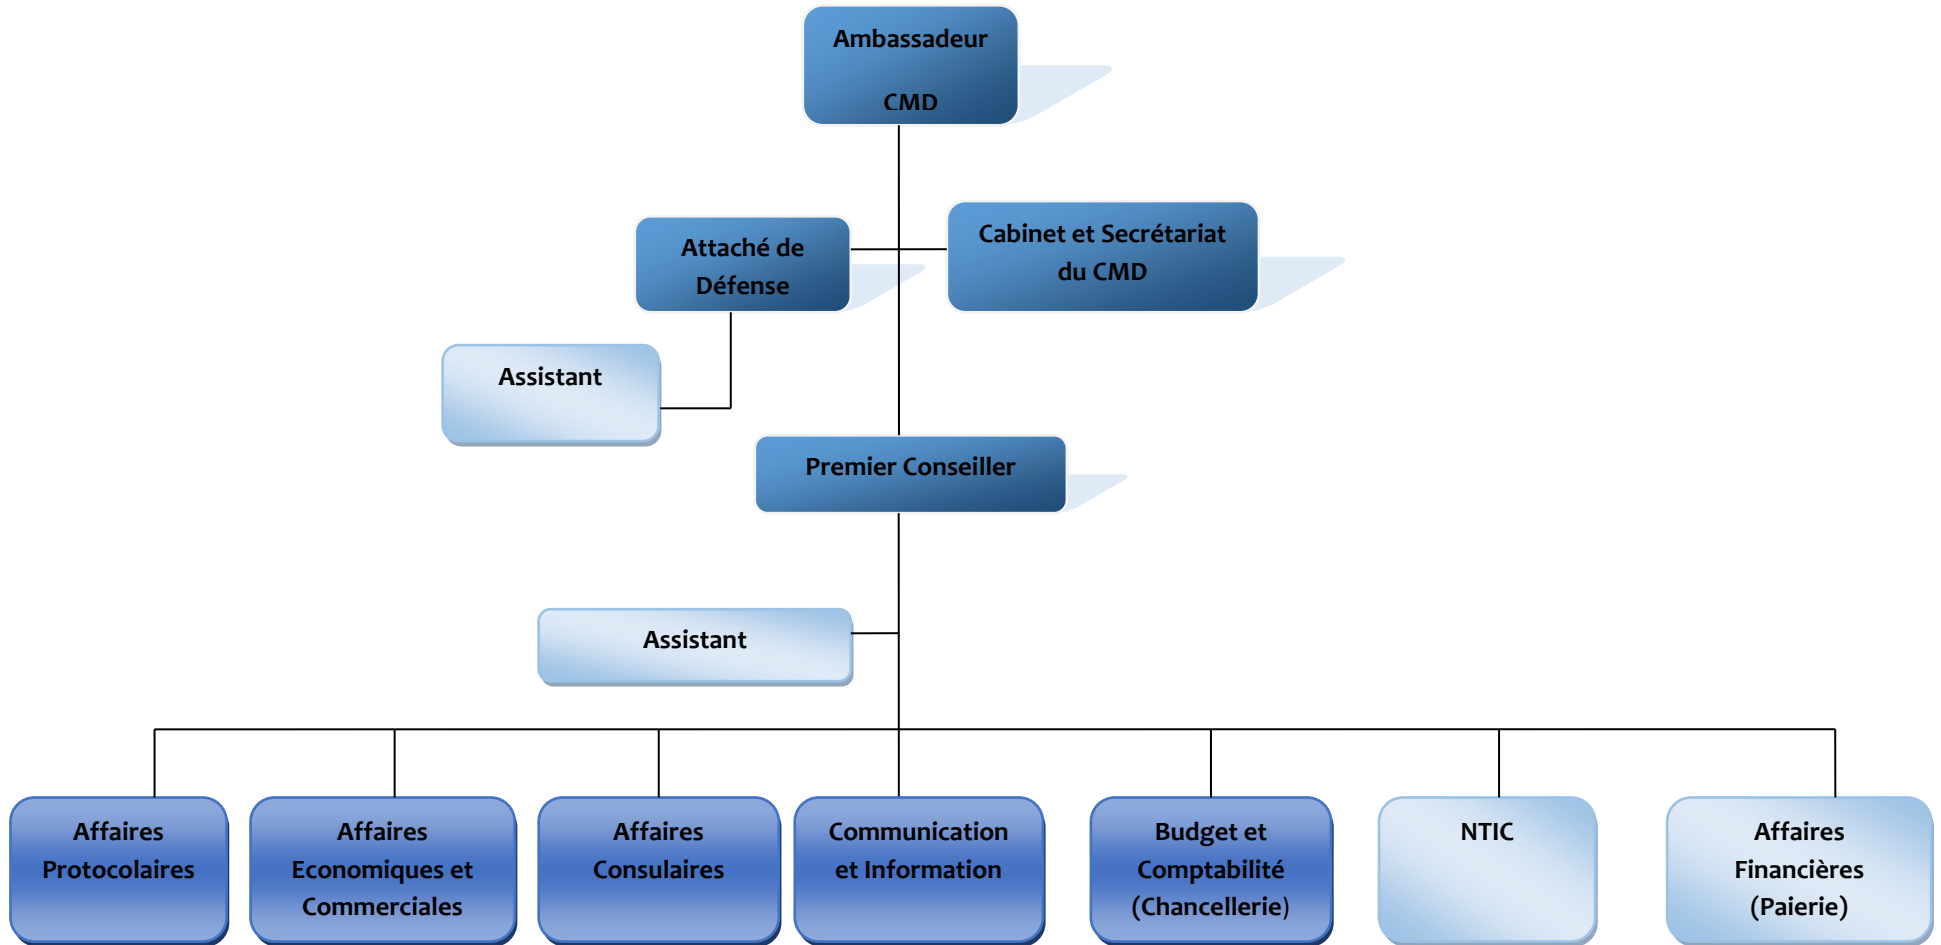 Ambassadeur
CMD
Attaché de
Défense
Cabinet et Secrétariat
du CMD
Assistant
Premier Conseiller
Assistant
Affaires
Protocolaires
Affaires
Economiques et
Commerciales
Affaires
Consulaires
Communication
et Information
Budget et
Comptabilité
(Chancellerie)
NTIC
Affaires
Financières
(Paierie)